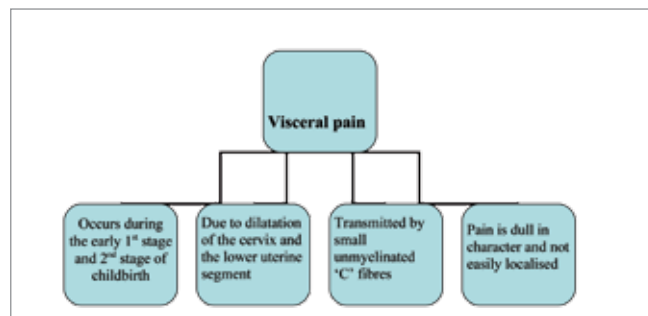 Visceral pain
Occurs during
the early 1st stage
and 2nd stage of
childbirth
Due to dilatation
of the cervix and
the lower uterine
segment
Transmitted by
small
unmyelinated
‘C’ fibres
Pain is dull in
character and not
easily localised